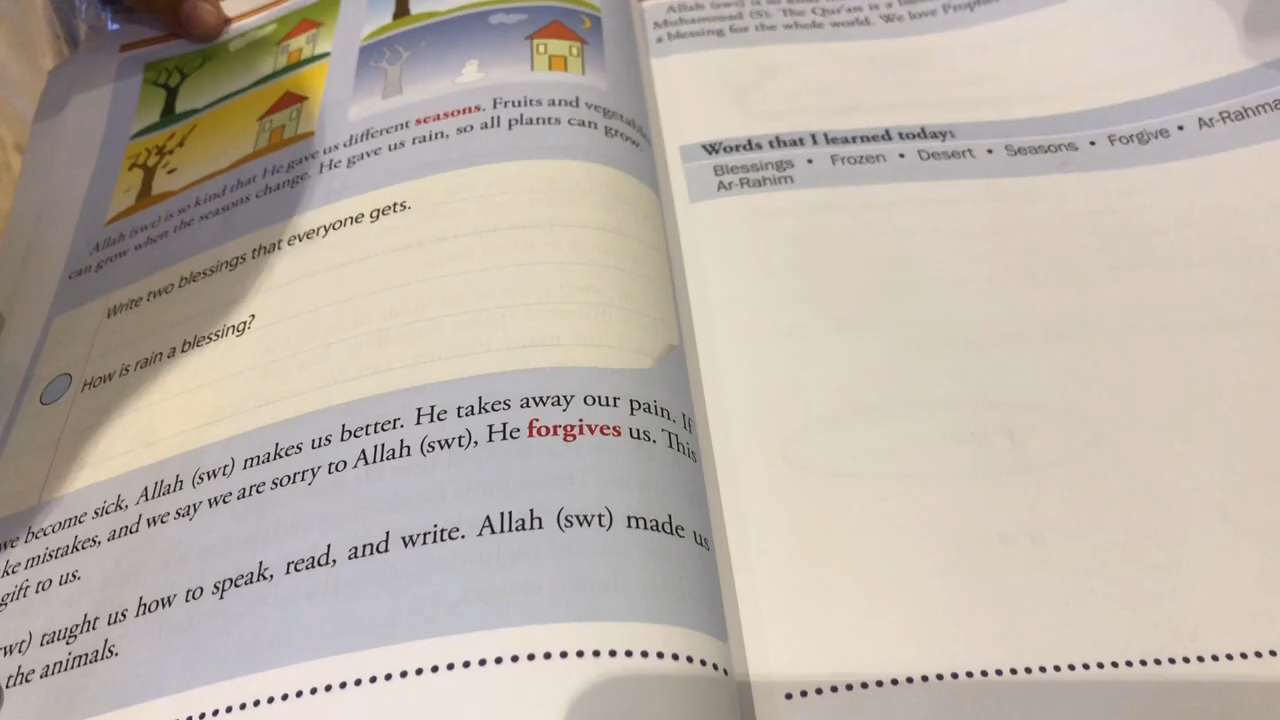 Allah (swt) is so kind that He gave us different seasons. Fruits and vegetables
can grow when the seasons change. He gave us rain, so all plants can grow.
Write two blessings that everyone gets.
How is rain a blessing?
we become sick, Allah (swt) makes us better. He takes away our pain. If
ke mistakes, and we say we are sorry to Allah (swt), He forgives us. This
gift to us.
wt) taught us how to speak, read, and write. Allah (swt) made us
the animals.
Allah (swt) is
Muhammad (S). The Qur'an is a
a blessing for the whole world. We love Prophe
Words that I learned today:
Blessings • Frozen • Desert • Seasons • Forgive • Ar-Rahma
Ar-Rahim